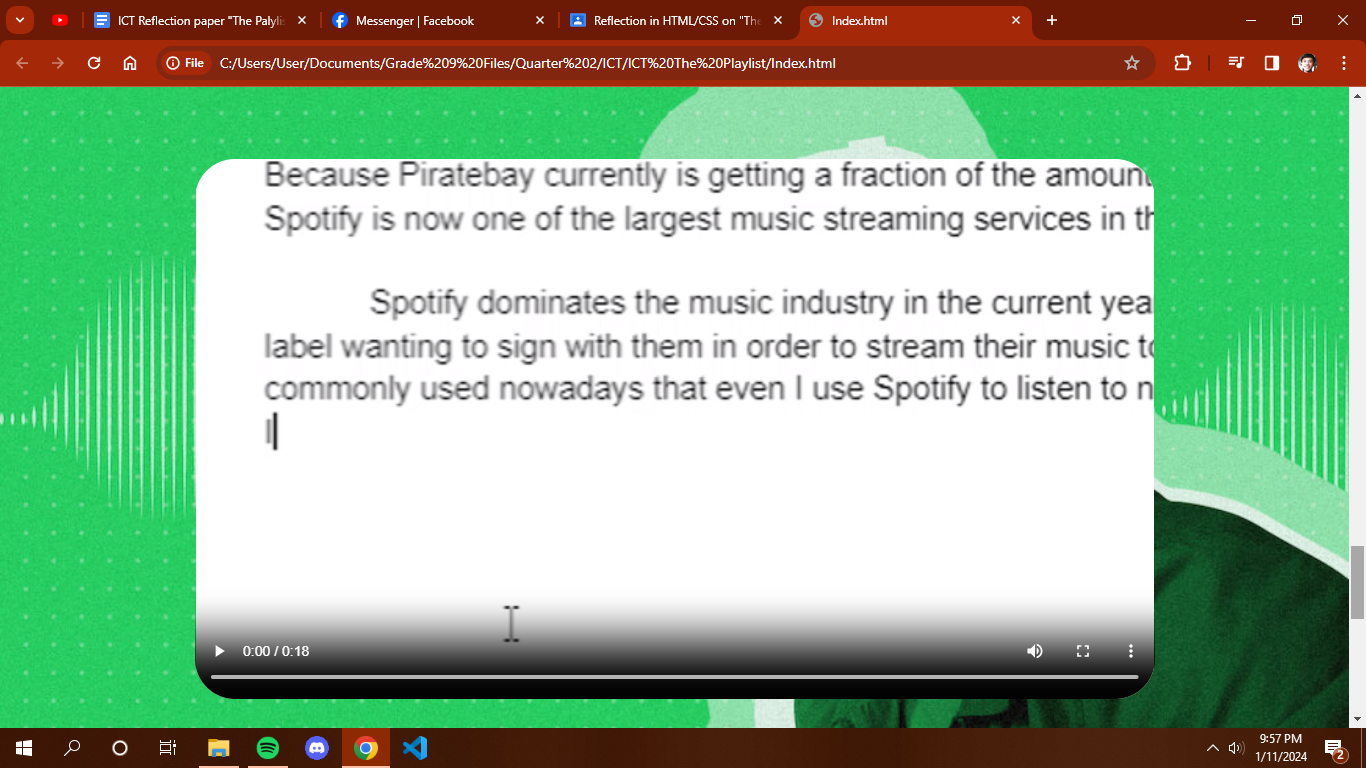 ICT Reflection paper "The Palylis
Messenger | Facebook
Reflection in HTML/CSS on "The
Index.html
File
C:/Users/User/Documents/Grade%209%20Files/Quarter%202/ICT/ICT%20The%20Playlist/Index.html
Because Piratebay currently is getting a fraction of the amount
Spotify is now one of the largest music streaming services in th
Spotify dominates the music industry in the current yea
label wanting to sign with them in order to stream their music to
commonly used nowadays that even I use Spotify to listen to n
I
0:00 / 0:18
9:57 PM
1/11/2024
2